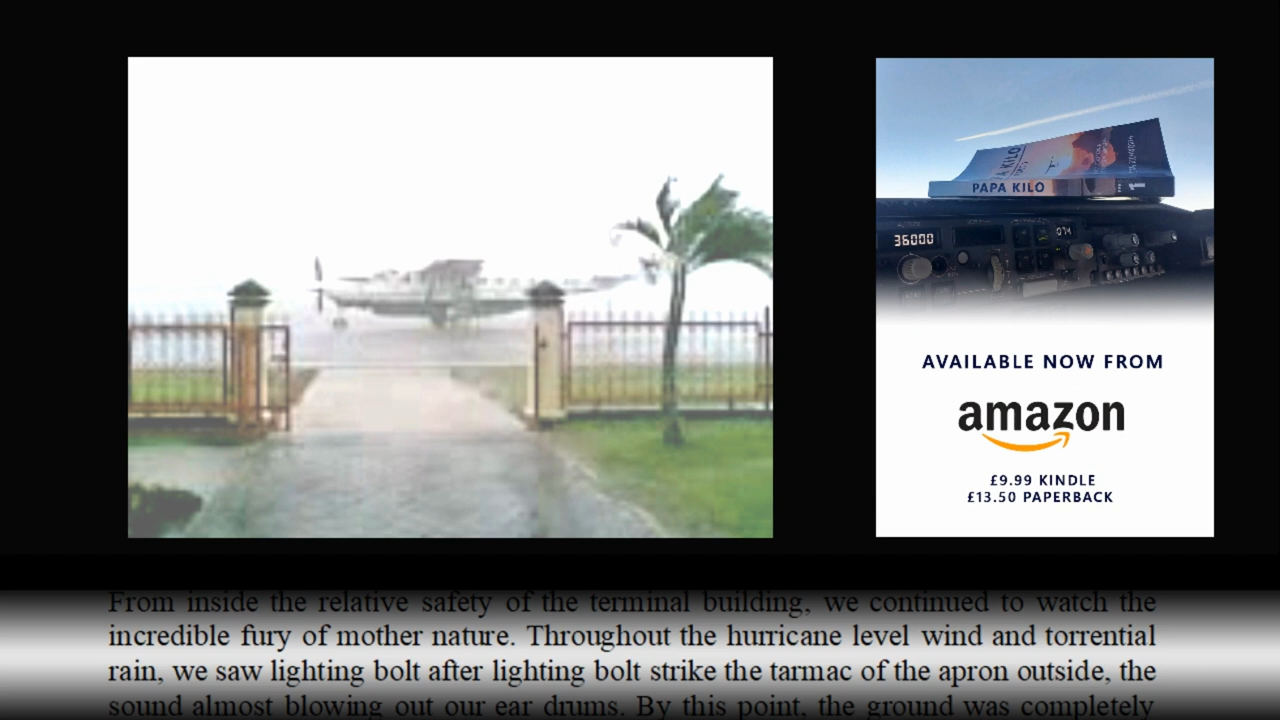 PAPA KILO
36000
074
AVAILABLE NOW FROM
amazon
£9.99 KINDLE
£13.50 PAPERBACK
From inside the relative safety of the terminal building, we continued to watch the
incredible fury of mother nature. Throughout the hurricane level wind and torrential
rain, we saw lighting bolt after lighting bolt strike the tarmac of the apron outside, the
sound almost blowing out our ear drums. By this point, the ground was completely